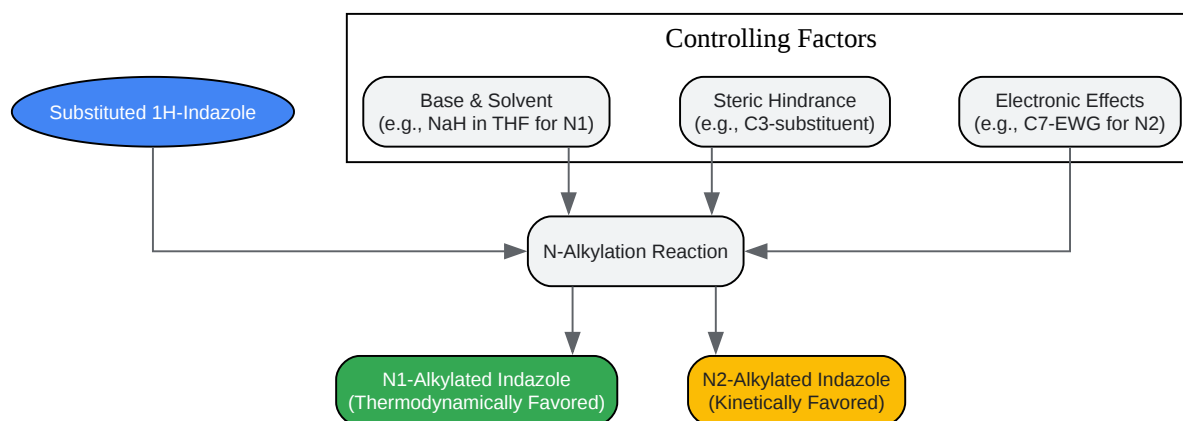 Controlling Factors
Substituted 1H-Indazole
Base & Solvent
(e.g., NaH in THF for N1)
Steric Hindrance
(e.g., C3-substituent)
Electronic Effects
(e.g., C7-EWG for N2)
N-Alkylation Reaction
N1-Alkylated Indazole
(Thermodynamically Favored)
N2-Alkylated Indazole
(Kinetically Favored)